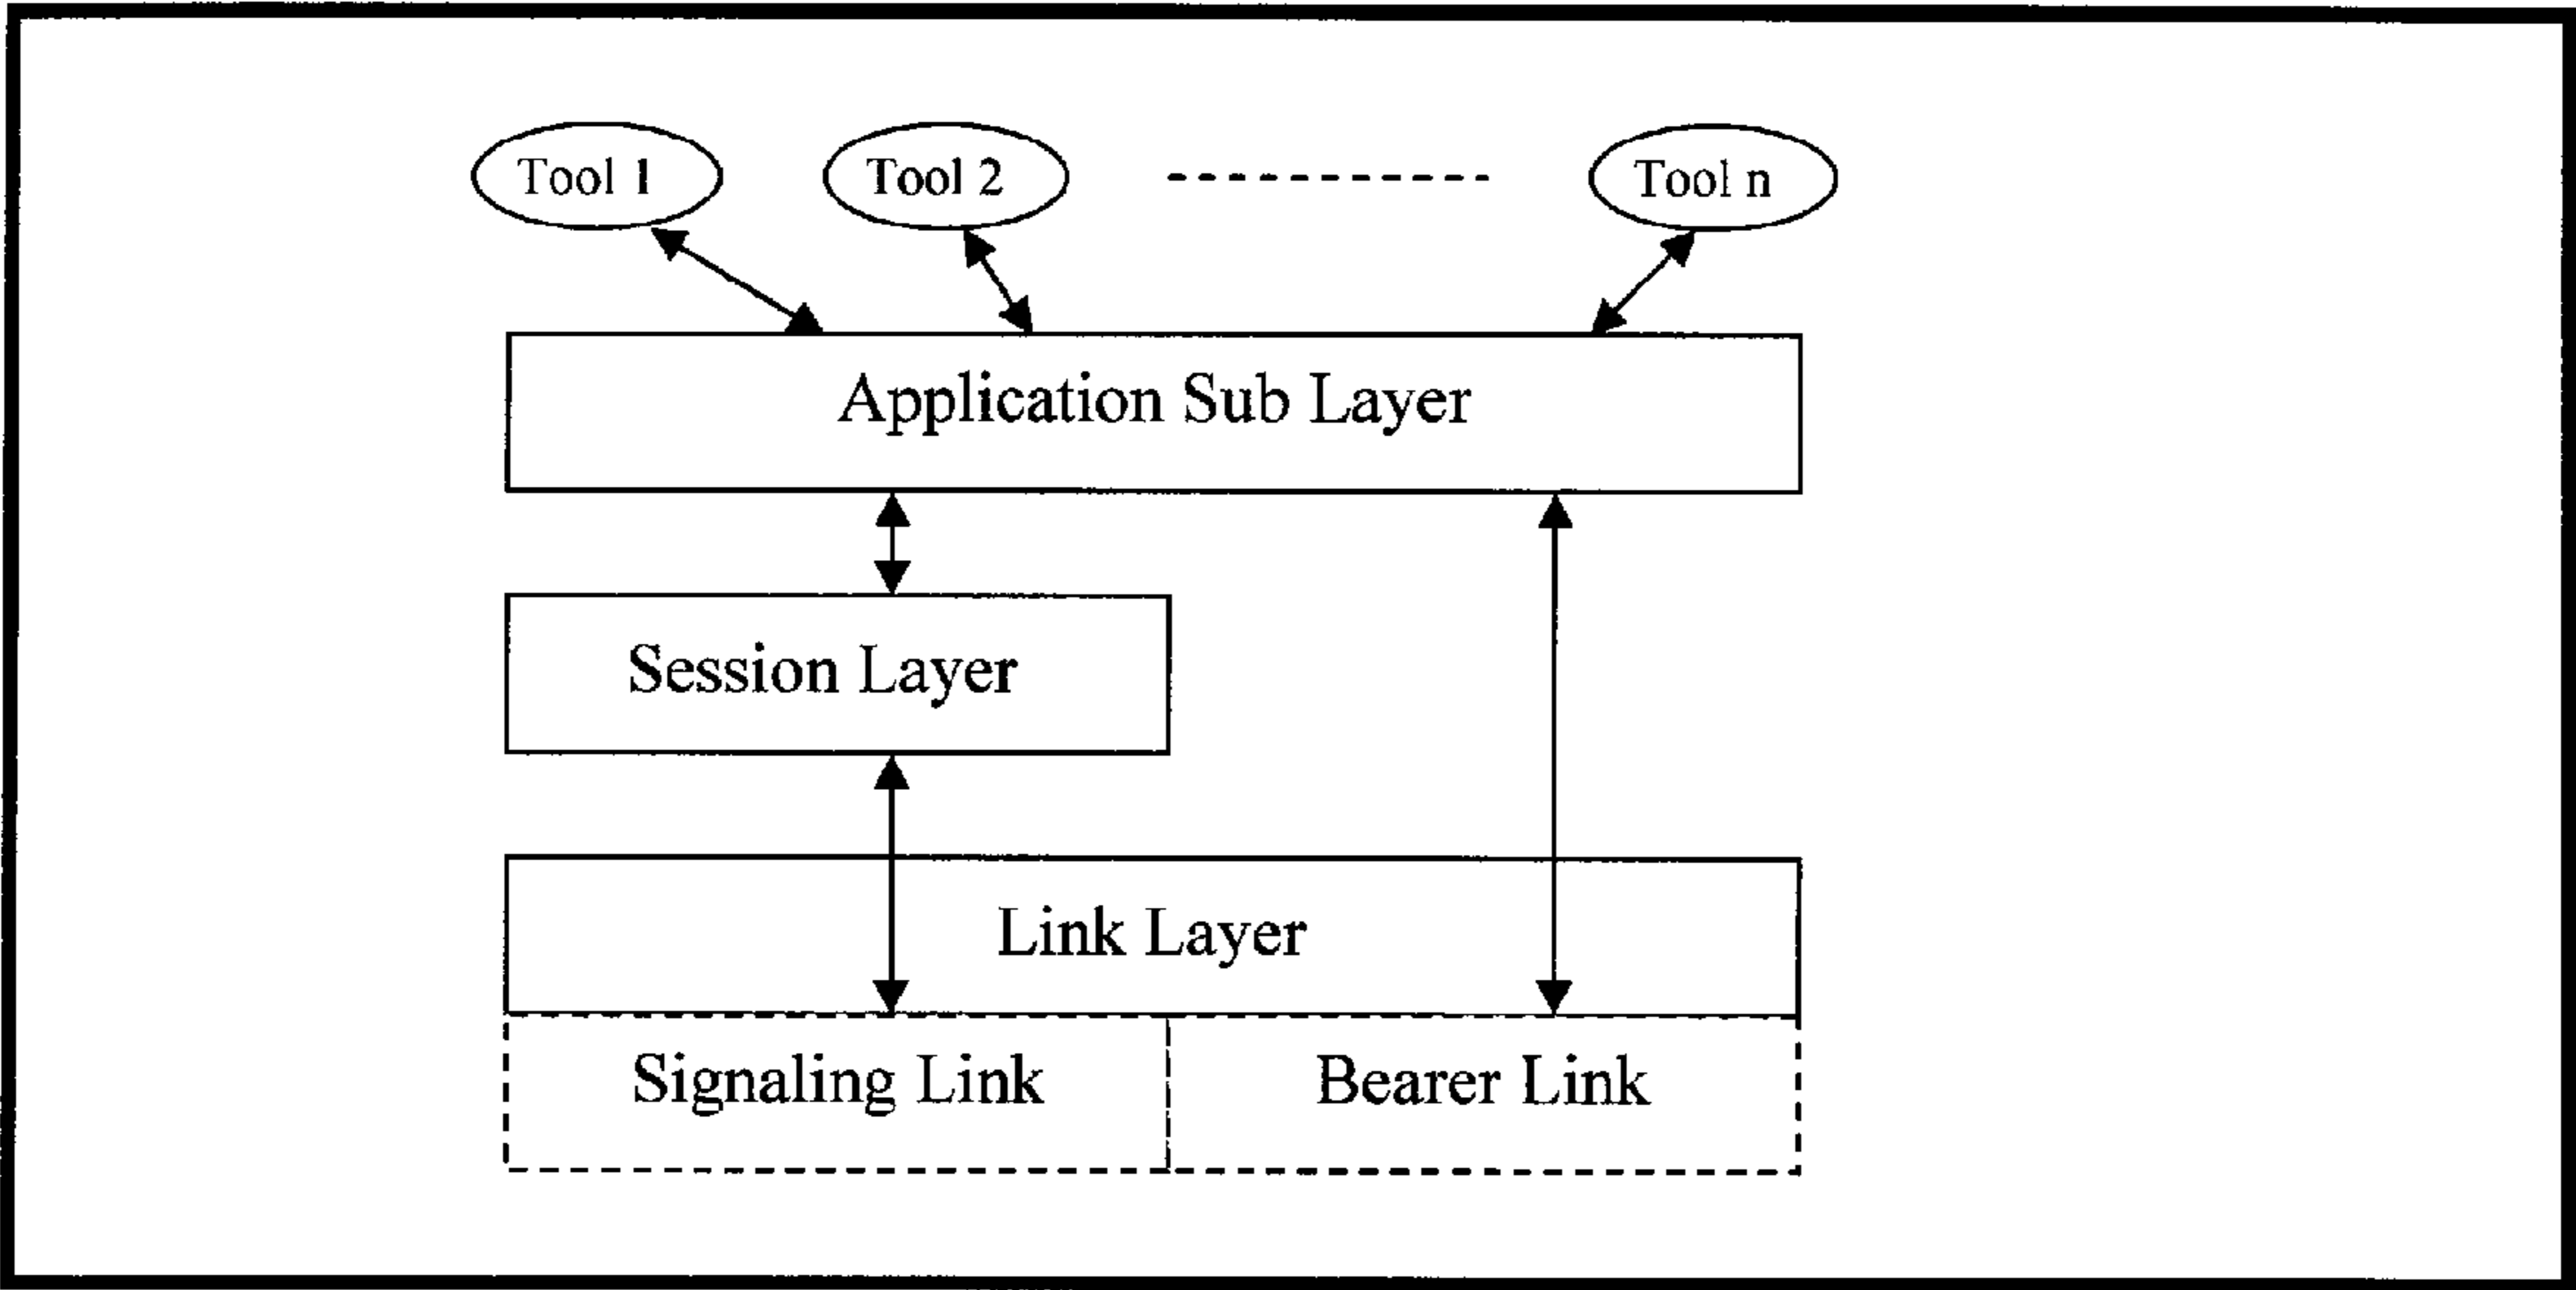 Tool 1
Tool 2
Tool n
Application Sub Layer
Session Layer
Link Layer
Signaling Link
Bearer Link